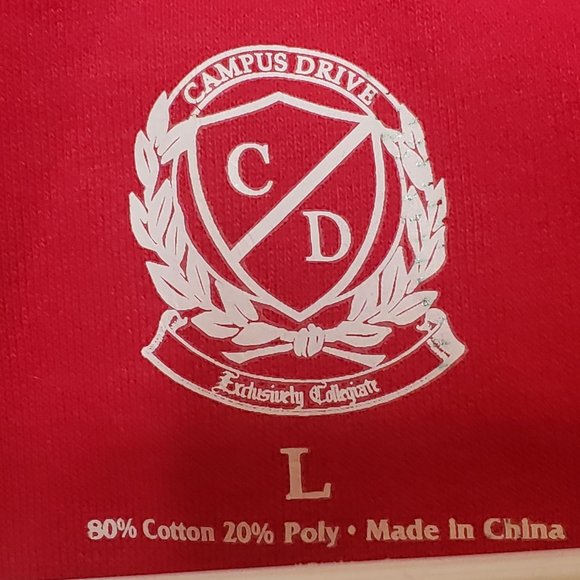 CAMPUS DRIVE
C
D
Exclusively Collegiate
L
80% Cotton 20% Poly • Made in China